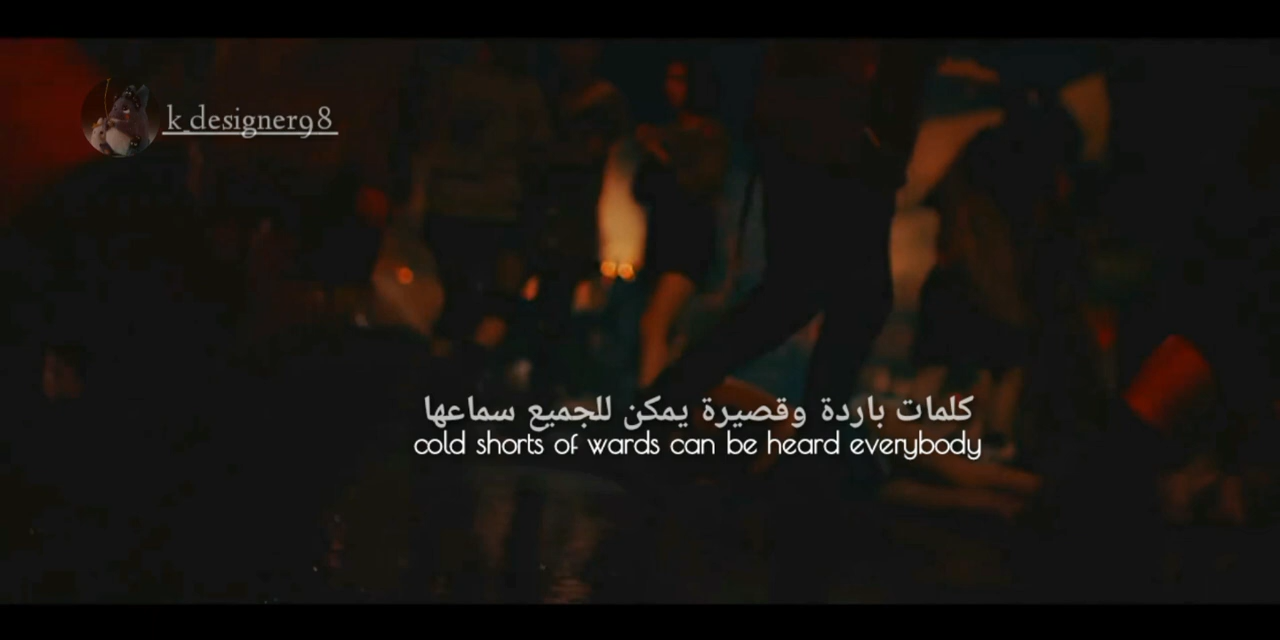 k_designer98
كلمات باردة وقصيرة يمكن للجميع سماعها
cold shorts of wards can be heard everybody